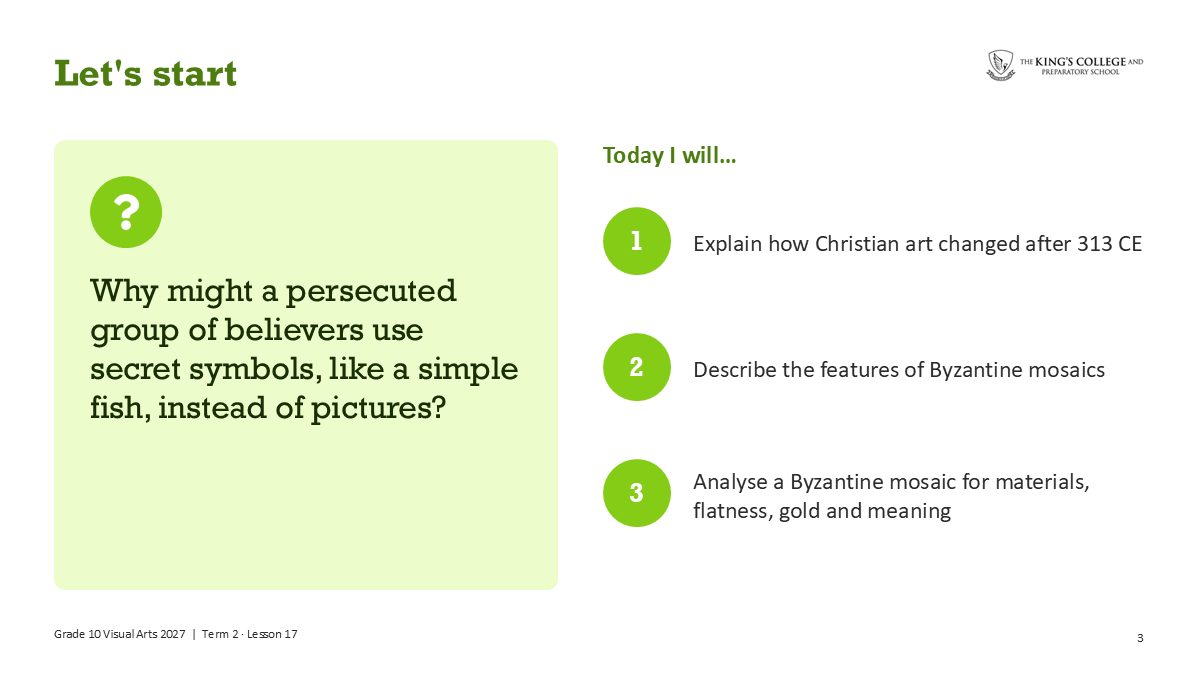 Let's start
THE KING'S COLLEGE AND
PREPARATORY SCHOOL
?
Why might a persecuted
group of believers use
secret symbols, like a simple
fish, instead of pictures?
Today I will...
1
Explain how Christian art changed after 313 CE
2
Describe the features of Byzantine mosaics
3
Analyse a Byzantine mosaic for materials,
flatness, gold and meaning
Grade 10 Visual Arts 2027 | Term 2 · Lesson 17
3